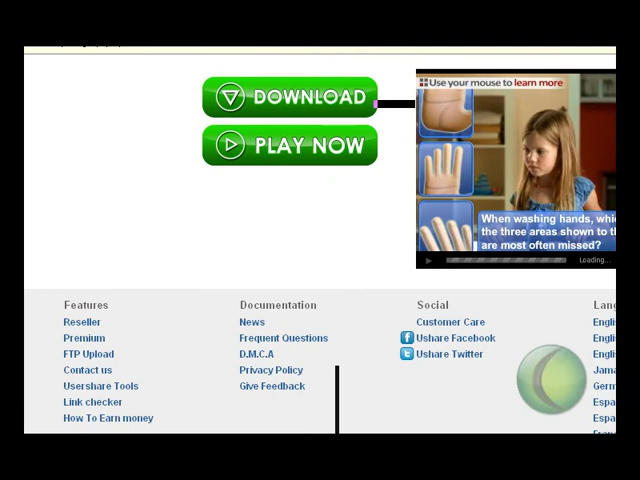 DOWNLOAD
PLAY NOW
Use your mouse to learn more
When washing hands,
the three areas shown to
are most often missed?
Loading...
Features
Reseller
Premium
FTP Upload
Contact us
Usershare Tools
Link checker
How To Earn money
Documentation
News
Frequent Questions
D.M.C.A
Privacy Policy
Give Feedback
Social
Customer Care
Ushare Facebook
Ushare Twitter